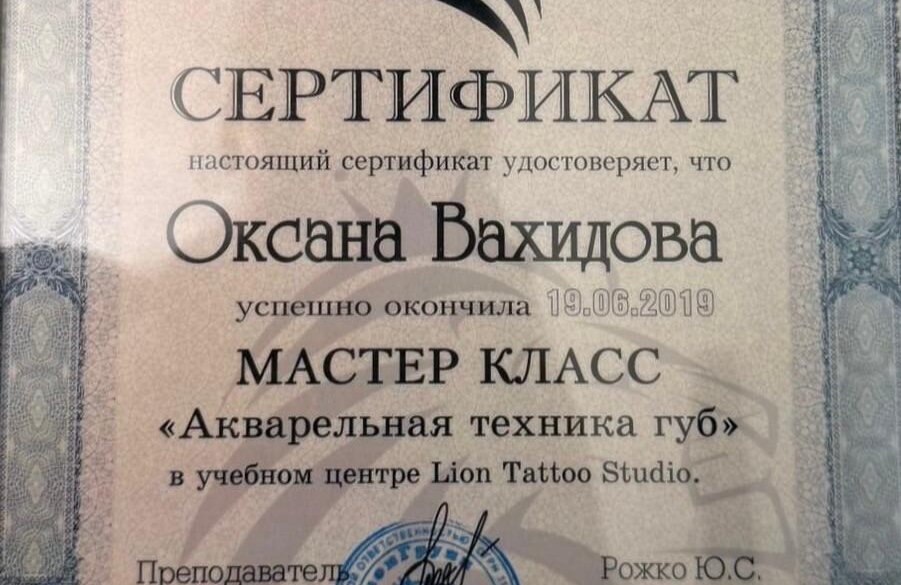 СЕРТИФИКАТ
настоящий сертификат удостоверяет, что
Оксана Вахидова
успешно окончила 19.06.2019
МАСТЕР КЛАСС
«Акварельная техника губ»
в учебном центре Lion Tattoo Studio.
Преподаватель Рожко Ю.С.